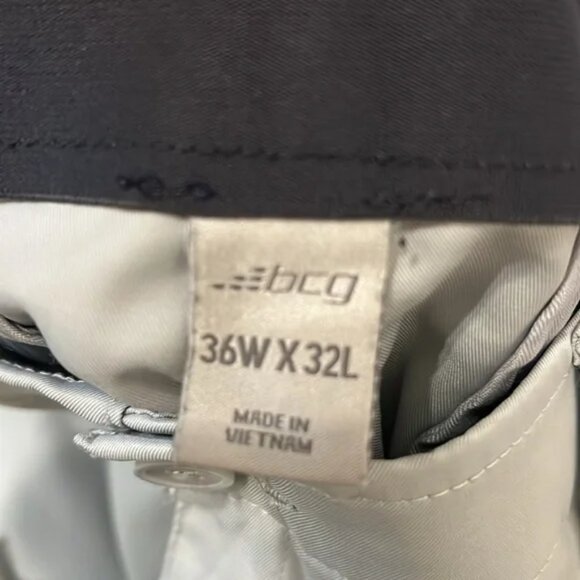 bcg
36W X 32L
MADE IN
VIETNAM